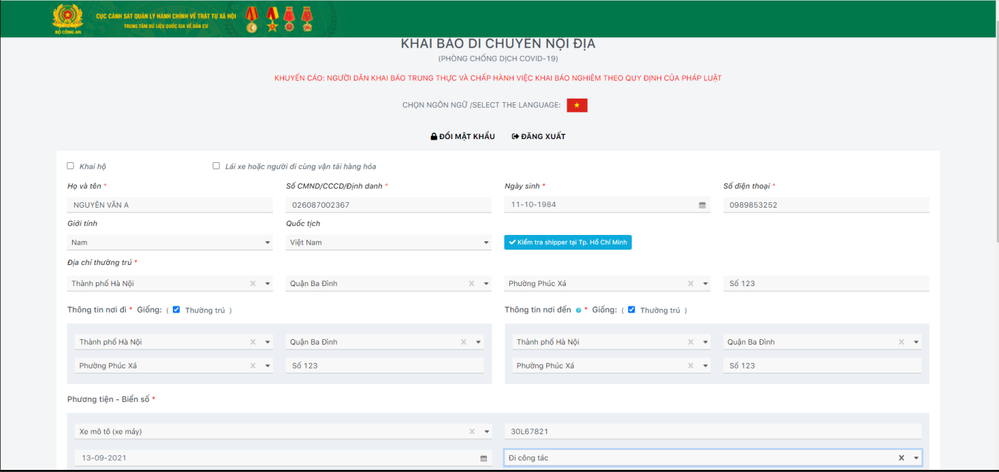 CỤC CẢNH SÁT QUẢN LÝ HÀNH CHÍNH VỀ TRẬT TỰ XÃ HỘI
TRUNG TÂM DỮ LIỆU QUỐC GIA VỀ DÂN CƯ
BỘ CÔNG AN
KHAI BÁO DI CHUYỂN NỘI ĐỊA
(PHÒNG CHỐNG DỊCH COVID-19)
KHUYẾN CÁO: NGƯỜI DÂN KHAI BÁO TRUNG THỰC VÀ CHẤP HÀNH VIỆC KHAI BÁO NGHIÊM THEO QUY ĐỊNH CỦA PHÁP LUẬT
CHỌN NGÔN NGỮ /SELECT THE LANGUAGE:
ĐỔI MẬT KHẨU ĐĂNG XUẤT
Khai hộ Lái xe hoặc người đi cùng vận tải hàng hóa
Họ và tên * Số CMND/CCCD/Định danh * Ngày sinh * Số điện thoại *
NGUYỄN VĂN A 026087002367 11-10-1984 0989853252
Giới tính Quốc tịch
Nam Việt Nam Kiểm tra shipper tại Tp. Hồ Chí Minh
Địa chỉ thường trú *
Thành phố Hà Nội Quận Ba Đình Phường Phúc Xá Số 123
Thông tin nơi đi * Giống: ( Thường trú ) Thông tin nơi đến * Giống: ( Thường trú )
Thành phố Hà Nội Quận Ba Đình Thành phố Hà Nội Quận Ba Đình
Phường Phúc Xá Số 123 Phường Phúc Xá Số 123
Phương tiện - Biển số *
Xe mô tô (xe máy) 30L67821
13-09-2021 Đi công tác